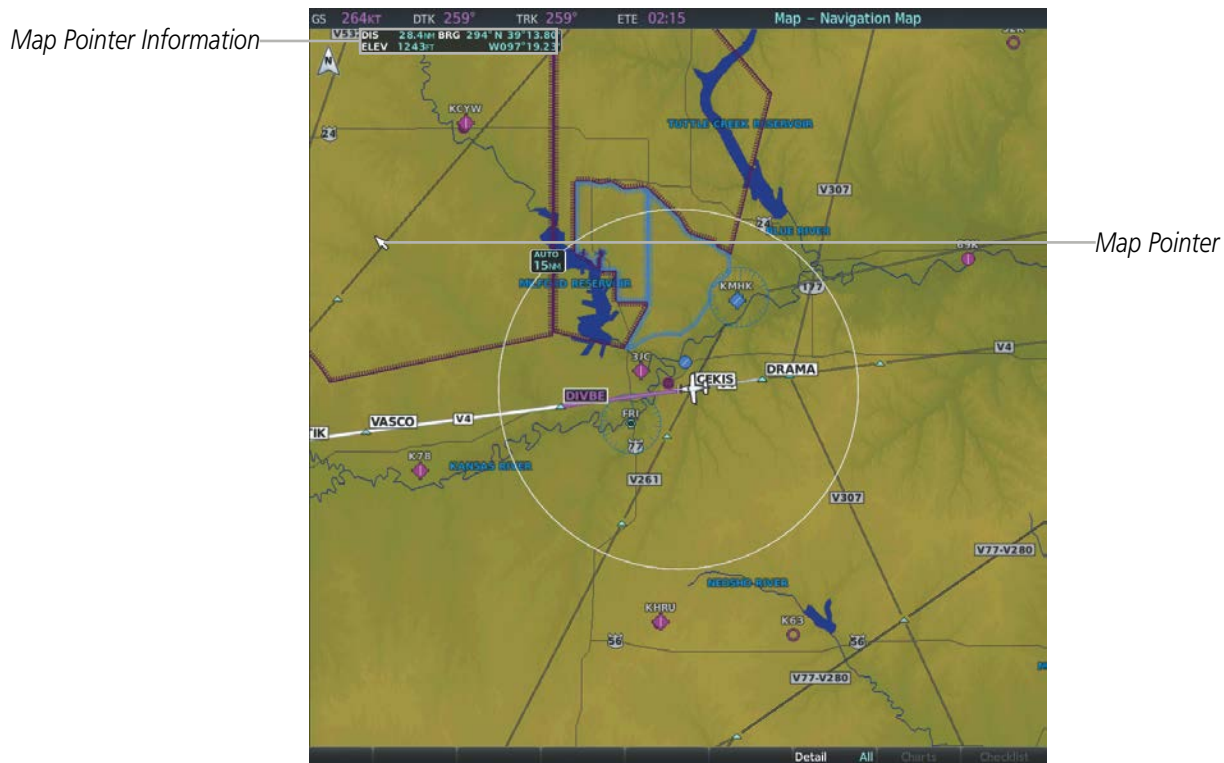 GS 264KT DTK 259° TRK 259° ETE 02:15 Map – Navigation Map
Map Pointer Information
DIS 28.4NM BRG 294° N 39°13.80'
ELEV 1243FT W097°19.23'
N
KCYW
24
TUTTLE CREEK RESERVOIR
V307
24
BLUE RIVER
Map Pointer
AUTO
15NM
MILFORD RESERVOIR
KMHK
177
V4
3JC
CEKIS
DRAMA
DIVBE
VASCO
V4
FRI
77
K78
KANSAS RIVER
V261
V307
V77-V280
NEOSHO RIVER
KHRU
K63
56
56
V77-V280
Detail All Charts Checklist